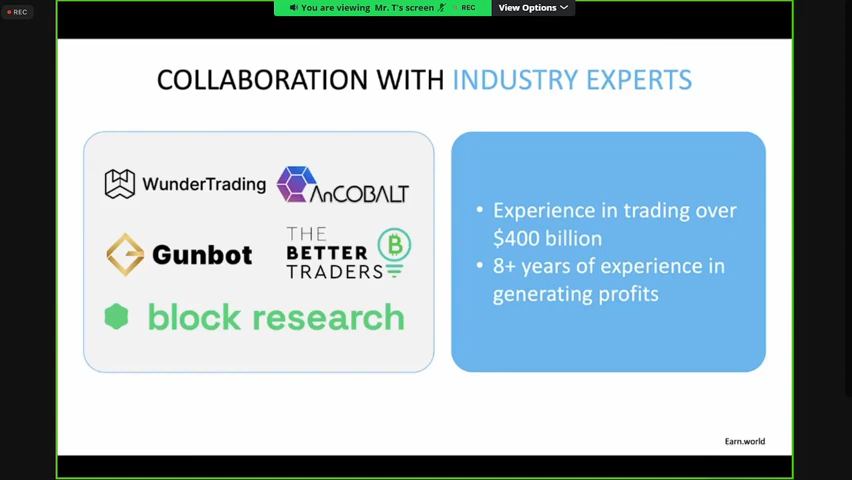 REC
You are viewing Mr. T's screen REC View Options
COLLABORATION WITH INDUSTRY EXPERTS
WunderTrading
AnCOBALT
Gunbot
THE
BETTER
TRADERS
block research
• Experience in trading over
$400 billion
• 8+ years of experience in
generating profits
Earn.world